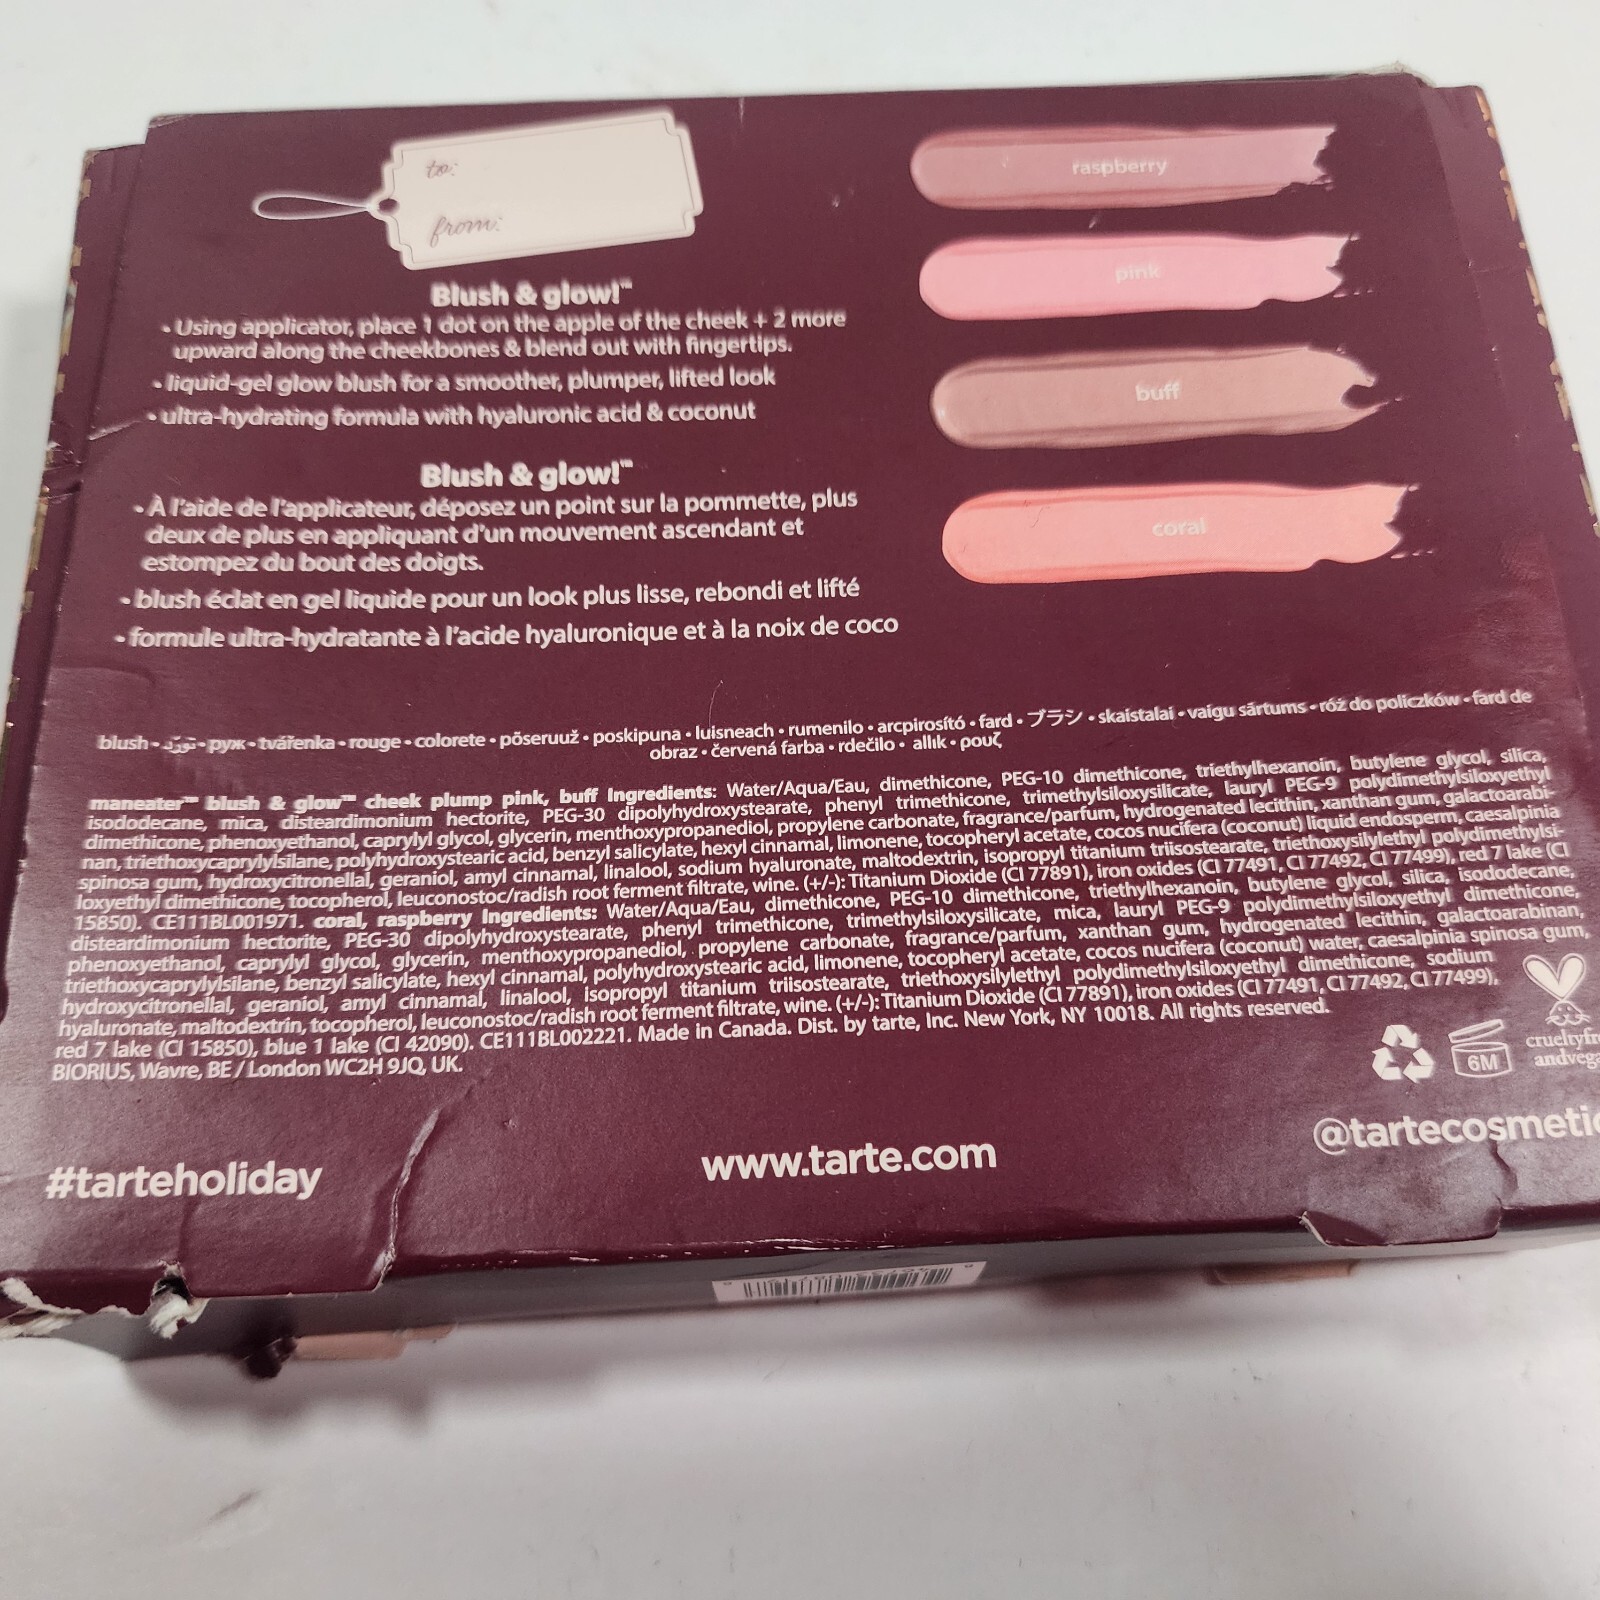 to:
from:
raspberry
pink
buff
coral
Blush & glow!™
• Using applicator, place 1 dot on the apple of the cheek + 2 more
upward along the cheekbones & blend out with fingertips.
• liquid-gel glow blush for a smoother, plumper, lifted look
• ultra-hydrating formula with hyaluronic acid & coconut
Blush & glow!™
• À l'aide de l'applicateur, déposez un point sur la pommette, plus
deux de plus en appliquant d'un mouvement ascendant et
estompez du bout des doigts.
• blush éclat en gel liquide pour un look plus lisse, rebondi et lifté
• formule ultra-hydratante à l'acide hyaluronique et à la noix de coco
blush • • руж • tvářenka • rouge • colorete • põseruuž • poskipuna • luisneach • rumenilo • arcpirosító • fard • ブラシ • skaistalai • vaigu sārtums • róż do policzków • fard de
obraz • červená farba • rdečilo • allık • ρουζ
maneater™ blush & glow™ cheek plump pink, buff Ingredients: Water/Aqua/Eau, dimethicone, PEG-10 dimethicone, triethylhexanoin, butylene glycol, silica,
isododecane, mica, disteardimonium hectorite, PEG-30 dipolyhydroxystearate, phenyl trimethicone, trimethylsiloxysilicate, lauryl PEG-9 polydimethylsiloxyethyl
dimethicone, phenoxyethanol, caprylyl glycol, glycerin, menthoxypropanediol, propylene carbonate, fragrance/parfum, hydrogenated lecithin, xanthan gum, galactoarabi-
nan, triethoxycaprylylsilane, polyhydroxystearic acid, benzyl salicylate, hexyl cinnamal, limonene, tocopheryl acetate, cocos nucifera (coconut) liquid endosperm, caesalpinia
spinosa gum, hydroxycitronellal, geraniol, amyl cinnamal, linalool, sodium hyaluronate, maltodextrin, isopropyl titanium triisostearate, triethoxysilylethyl polydimethylsi-
loxyethyl dimethicone, tocopherol, leuconostoc/radish root ferment filtrate, wine. (+/-): Titanium Dioxide (CI 77891), iron oxides (CI 77491, CI 77492, CI 77499), red 7 lake (CI
15850). CE111BL001971. coral, raspberry Ingredients: Water/Aqua/Eau, dimethicone, PEG-10 dimethicone, triethylhexanoin, butylene glycol, silica, isododecane,
disteardimonium hectorite, PEG-30 dipolyhydroxystearate, phenyl trimethicone, trimethylsiloxysilicate, mica, lauryl PEG-9 polydimethylsiloxyethyl dimethicone,
phenoxyethanol, caprylyl glycol, glycerin, menthoxypropanediol, propylene carbonate, fragrance/parfum, xanthan gum, hydrogenated lecithin, galactoarabinan,
triethoxycaprylylsilane, benzyl salicylate, hexyl cinnamal, polyhydroxystearic acid, limonene, tocopheryl acetate, cocos nucifera (coconut) water, caesalpinia spinosa gum,
hydroxycitronellal, geraniol, amyl cinnamal, linalool, isopropyl titanium triisostearate, triethoxysilylethyl polydimethylsiloxyethyl dimethicone, sodium
hyaluronate, maltodextrin, tocopherol, leuconostoc/radish root ferment filtrate, wine. (+/-): Titanium Dioxide (CI 77891), iron oxides (CI 77491, CI 77492, CI 77499),
red 7 lake (CI 15850), blue 1 lake (CI 42090). CE111BL002221. Made in Canada. Dist. by tarte, Inc. New York, NY 10018. All rights reserved.
BIORIUS, Wavre, BE / London WC2H 9JQ, UK.
6M
crueltyfre
andvega
#tarteholiday
www.tarte.com
@tartecosmetic